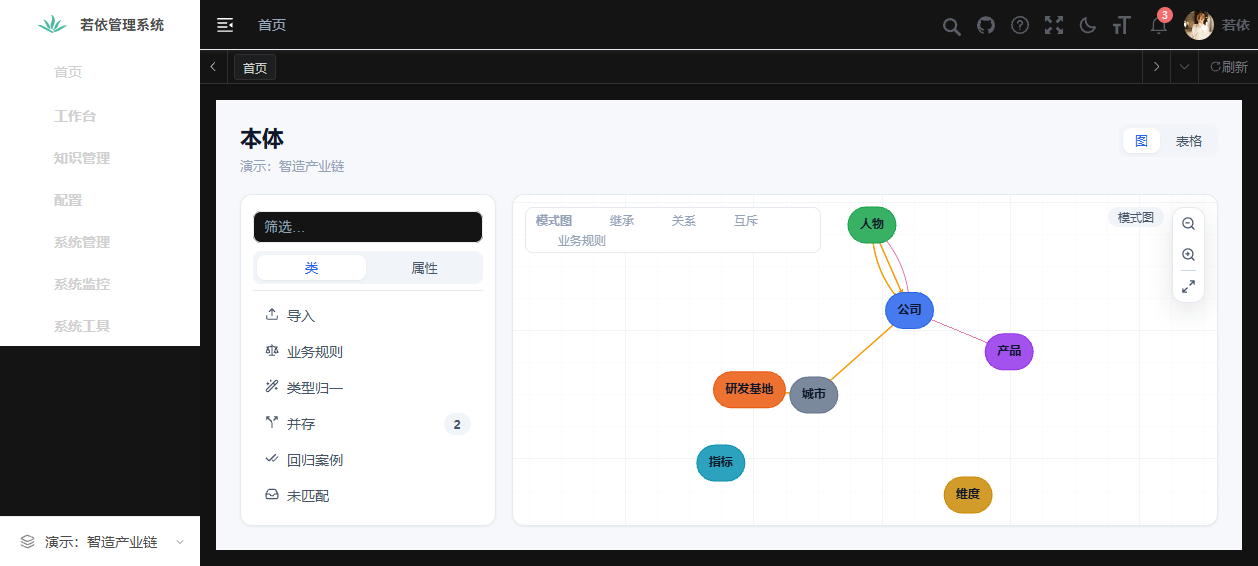 若依管理系统
首页
3
若依
首页
工作台
知识管理
配置
系统管理
系统监控
系统工具
演示：智造产业链
首页
刷新
本体
演示：智造产业链
图
表格
筛选...
类
属性
导入
业务规则
类型归一
并存
2
回归案例
未匹配
模式图 继承 关系 互斥
业务规则
模式图
人物
公司
产品
研发基地
城市
指标
维度